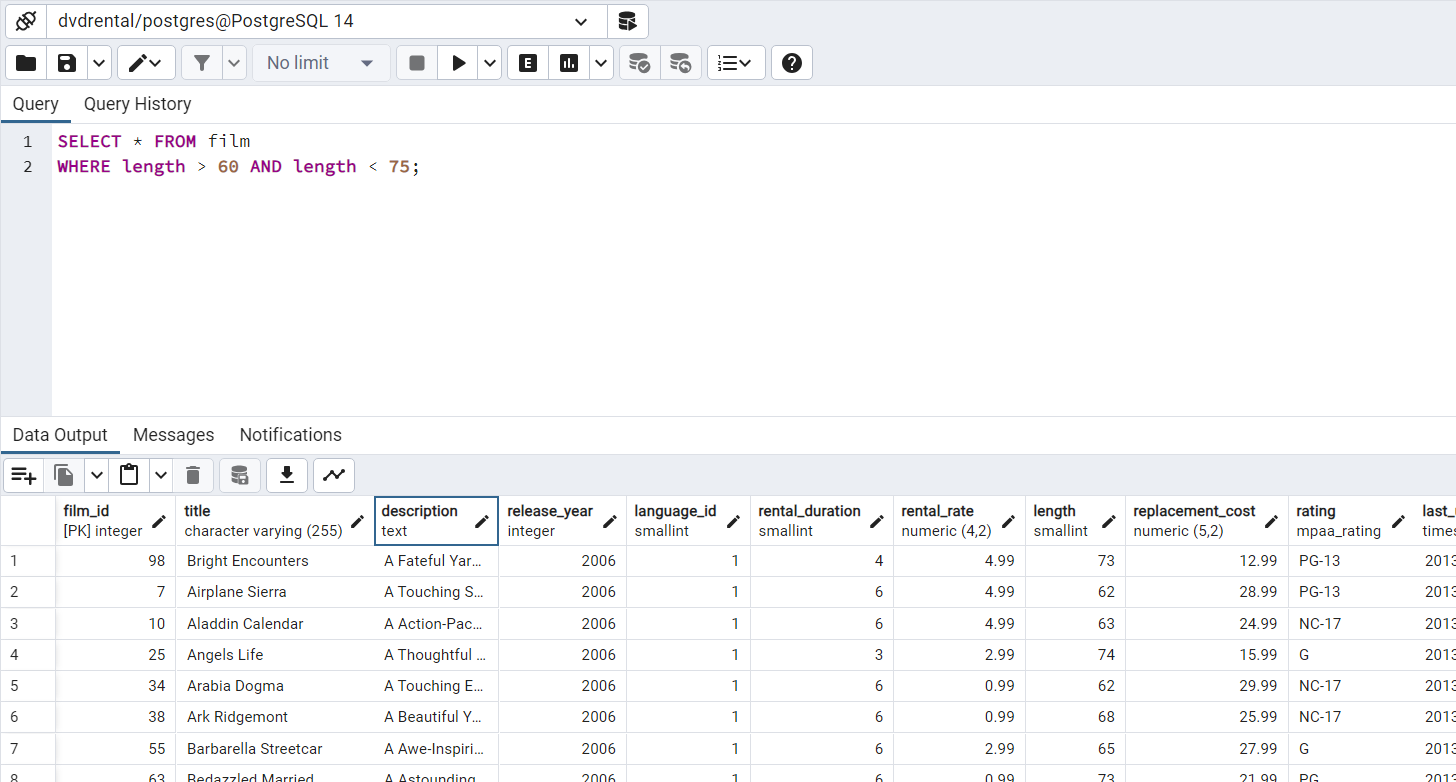 dvdrental/postgres@PostgreSQL 14
No limit E
Query Query History
1 SELECT * FROM film
2 WHERE length > 60 AND length < 75;
Data Output Messages Notifications
film_id title description release_year language_id rental_duration rental_rate length replacement_cost rating
[PK] integer character varying (255) text integer smallint smallint numeric (4,2) smallint numeric (5,2) mpaa_rating
1 98 Bright Encounters A Fateful Yar... 2006 1 4 4.99 73 12.99 PG-13 2013
2 7 Airplane Sierra A Touching S... 2006 1 6 4.99 62 28.99 PG-13 2013
3 10 Aladdin Calendar A Action-Pac... 2006 1 6 4.99 63 24.99 NC-17 2013
4 25 Angels Life A Thoughtful ... 2006 1 3 2.99 74 15.99 G 2013
5 34 Arabia Dogma A Touching E... 2006 1 6 0.99 62 29.99 NC-17 2013
6 38 Ark Ridgemont A Beautiful Y... 2006 1 6 0.99 68 25.99 NC-17 2013
7 55 Barbarella Streetcar A Awe-Inspiri... 2006 1 6 2.99 65 27.99 G 2013
8 63 Bedazzled Married A Astounding 2006 1 6 0.99 73 21.99 PG 2013